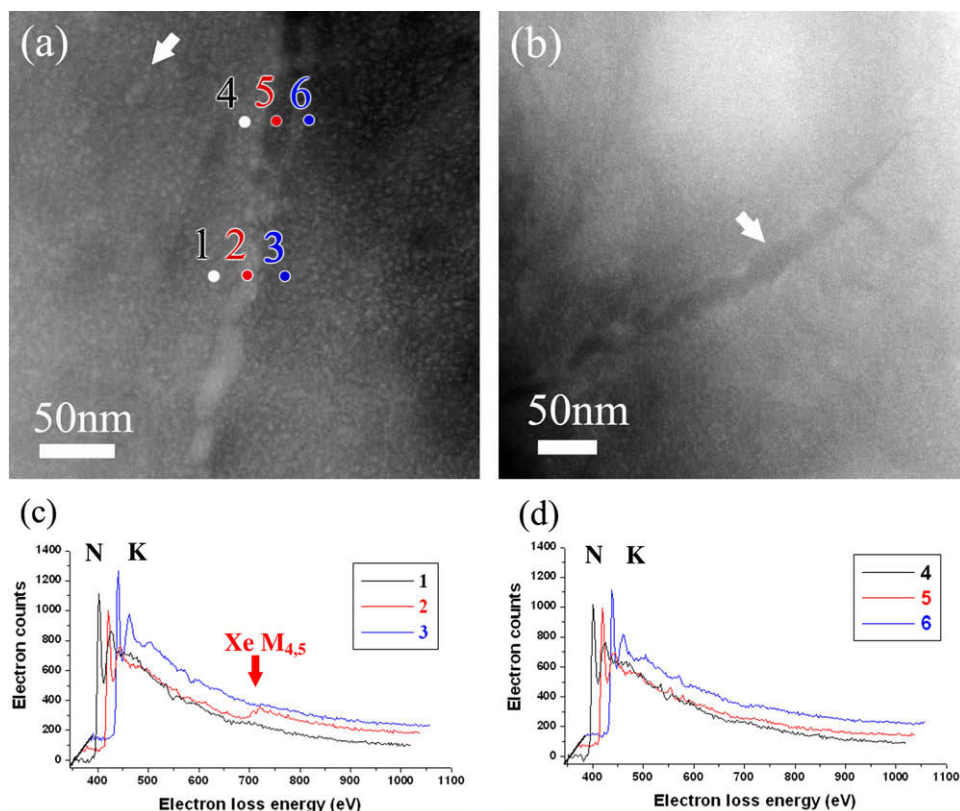 (a)
4 5 6
1 2 3
50nm
(b)
50nm
(c)
N K
1
2
3
Xe M4,5
Electron counts
1400
1200
1000
800
600
400
200
0
400 500 600 700 800 900 1000 1100
Electron loss energy (eV)
(d)
N K
4
5
6
Electron counts
1400
1200
1000
800
600
400
200
0
400 500 600 700 800 900 1000 1100
Electron loss energy (eV)